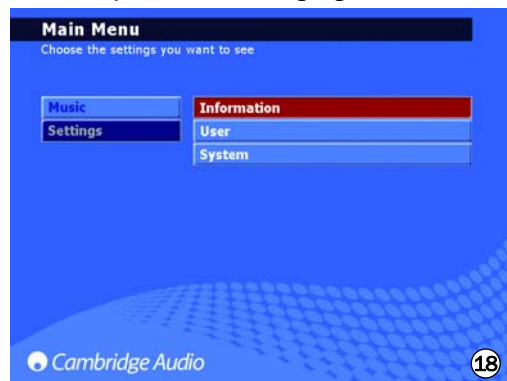 Main Menu
Choose the settings you want to see
Music
Information
Settings
User
System
Cambridge Audio
18